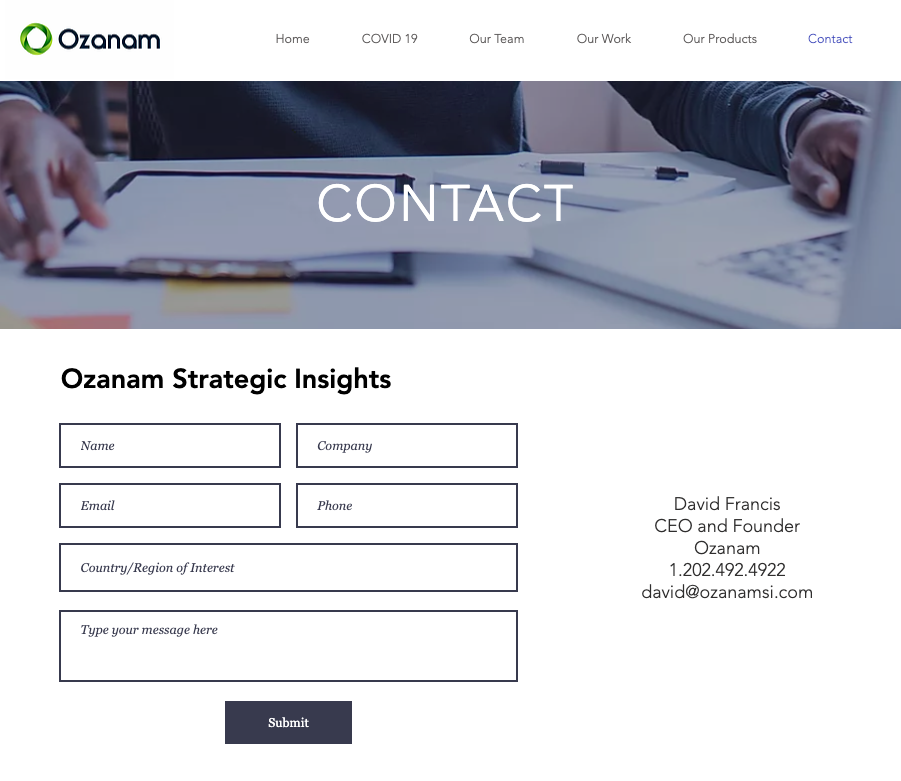 Ozanam
Home
COVID 19
Our Team
Our Work
Our Products
Contact
CONTACT
Ozanam Strategic Insights
Name
Company
Email
Phone
Country/Region of Interest
Type your message here
Submit
David Francis
CEO and Founder
Ozanam
1.202.492.4922
david@ozanamsi.com